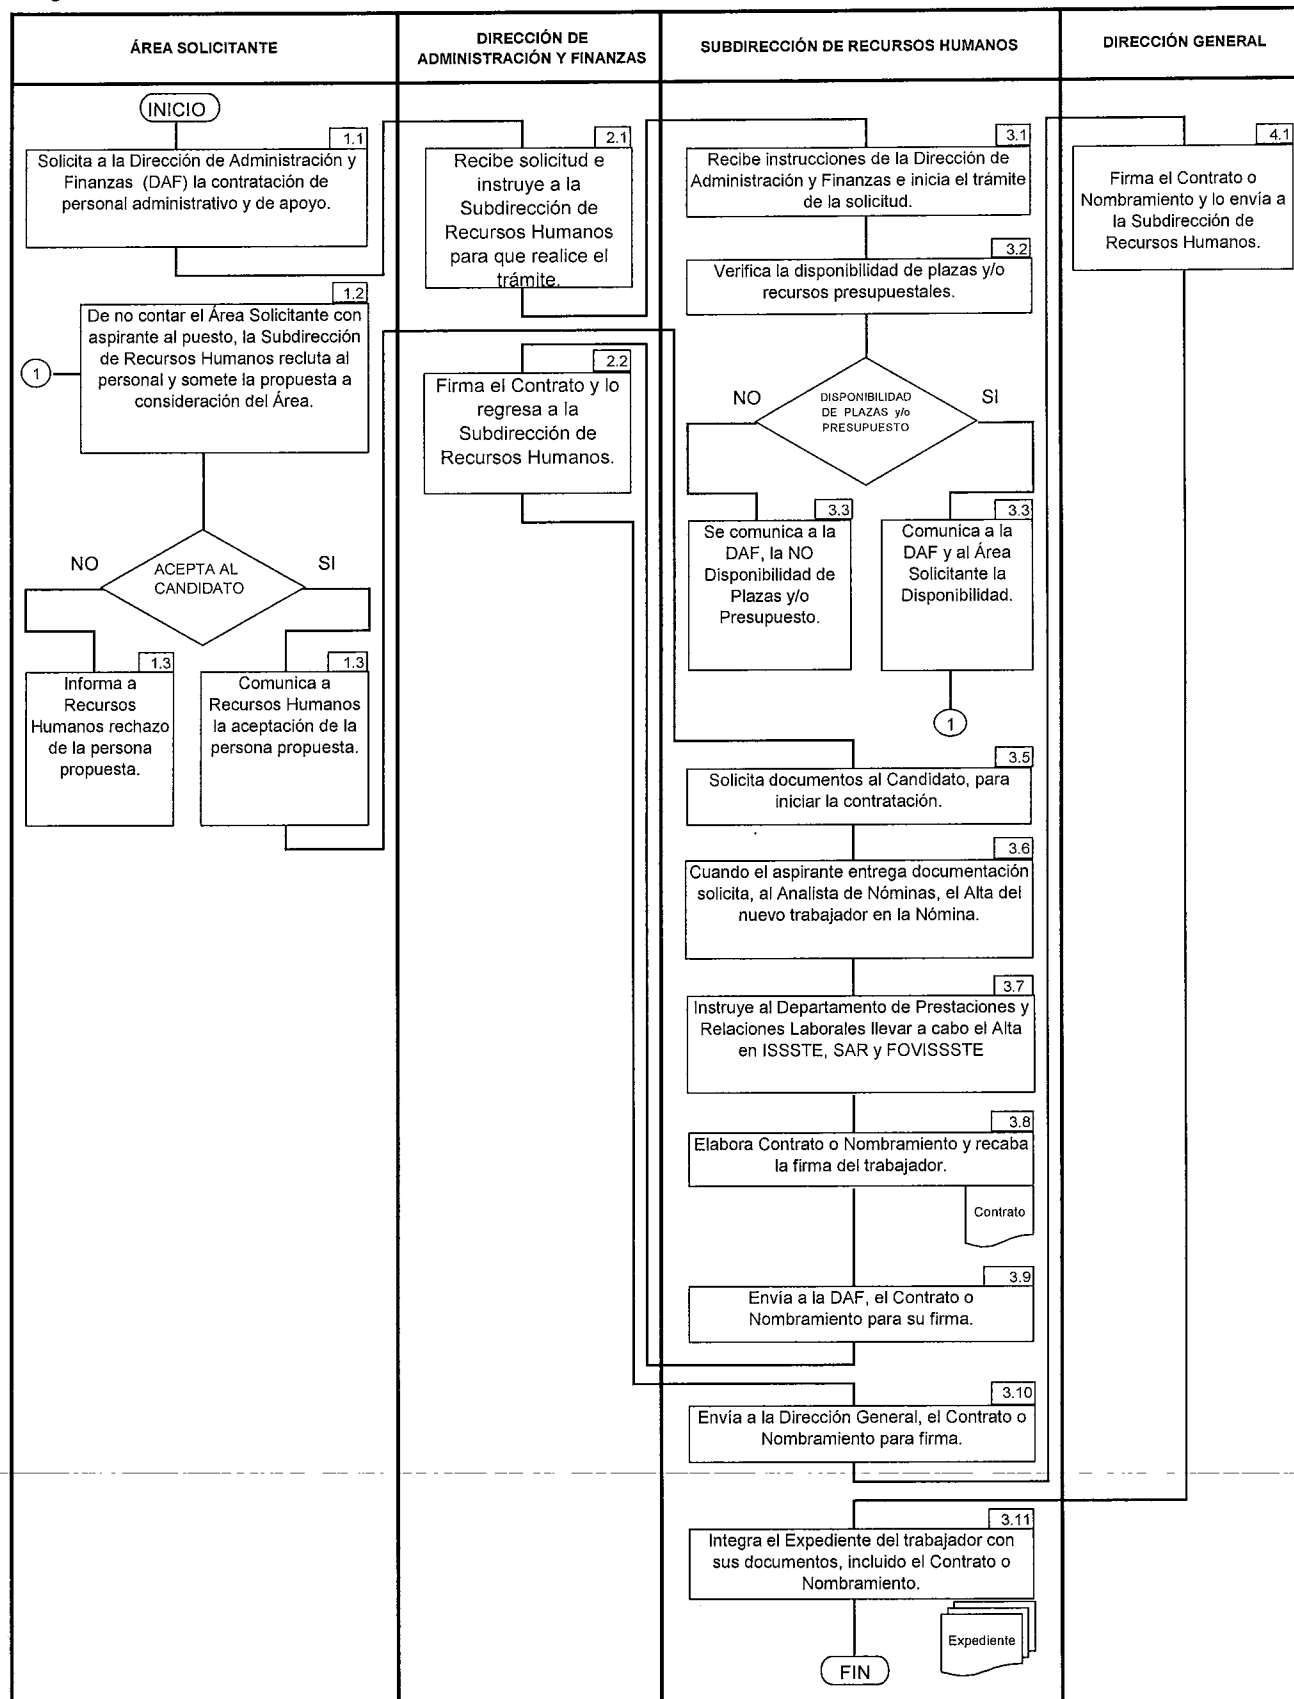 ÁREA SOLICITANTE
DIRECCIÓN DE
ADMINISTRACIÓN Y FINANZAS
SUBDIRECCIÓN DE RECURSOS HUMANOS
DIRECCIÓN GENERAL
INICIO
1.1
Solicita a la Dirección de Administración y
Finanzas (DAF) la contratación de
personal administrativo y de apoyo.
1.2
De no contar el Área Solicitante con
aspirante al puesto, la Subdirección
de Recursos Humanos recluta al
personal y somete la propuesta a
consideración del Área.
1
ACEPTA AL
CANDIDATO
NO
SI
1.3
Informa a
Recursos
Humanos rechazo
de la persona
propuesta.
1.3
Comunica a
Recursos Humanos
la aceptación de la
persona propuesta.
2.1
Recibe solicitud e
instruye a la
Subdirección de
Recursos Humanos
para que realice el
trámite.
2.2
Firma el Contrato y lo
regresa a la
Subdirección de
Recursos Humanos.
3.1
Recibe instrucciones de la Dirección de
Administración y Finanzas e inicia el trámite
de la solicitud.
3.2
Verifica la disponibilidad de plazas y/o
recursos presupuestales.
NO
DISPONIBILIDAD
DE PLAZAS y/o
PRESUPUESTO
SI
3.3
Se comunica a la
DAF, la NO
Disponibilidad de
Plazas y/o
Presupuesto.
3.3
Comunica a la
DAF y al Área
Solicitante la
Disponibilidad.
1
3.5
Solicita documentos al Candidato, para
iniciar la contratación.
3.6
Cuando el aspirante entrega documentación
solicita, al Analista de Nóminas, el Alta del
nuevo trabajador en la Nómina.
3.7
Instruye al Departamento de Prestaciones y
Relaciones Laborales llevar a cabo el Alta
en ISSSTE, SAR y FOVISSSTE
3.8
Elabora Contrato o Nombramiento y recaba
la firma del trabajador.
Contrato
3.9
Envía a la DAF, el Contrato o
Nombramiento para su firma.
3.10
Envía a la Dirección General, el Contrato o
Nombramiento para firma.
3.11
Integra el Expediente del trabajador con
sus documentos, incluido el Contrato o
Nombramiento.
Expediente
FIN
4.1
Firma el Contrato o
Nombramiento y lo envía a
la Subdirección de
Recursos Humanos.